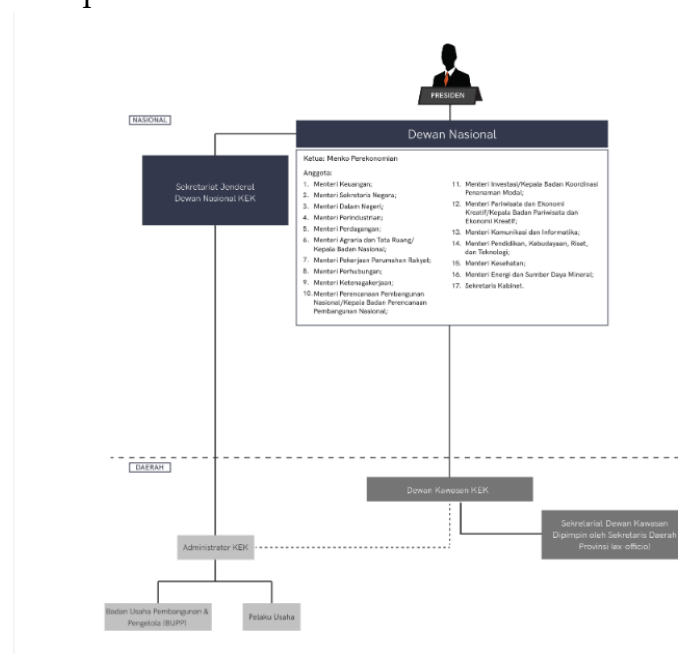 PRESIDEN
NASIONAL
Dewan Nasional
Sekretariat Jenderal
Dewan Nasional KEK
Ketua: Menko Perekonomian
Anggota:
1. Menteri Keuangan;
2. Menteri Sekretaris Negara;
3. Menteri Dalam Negeri;
4. Menteri Perindustrian;
5. Menteri Perdagangan;
6. Menteri Agraria dan Tata Ruang/
Kepala Badan Nasional;
7. Menteri Pekerjaan Perumahan Rakyat;
8. Menteri Perhubungan;
9. Menteri Ketenagakerjaan;
10. Menteri Perencanaan Pembangunan
Nasional/Kepala Badan Perencanaan
Pembangunan Nasional;
11. Menteri Investasi/Kepala Badan Koordinasi
Penanaman Modal;
12. Menteri Pariwisata dan Ekonomi
Kreatif/Kepala Badan Pariwisata dan
Ekonomi Kreatif;
13. Menteri Komunikasi dan Informatika;
14. Menteri Pendidikan, Kebudayaan, Riset,
dan Teknologi;
15. Menteri Kesehatan;
16. Menteri Energi dan Sumber Daya Mineral;
17. Sekretaris Kabinet.
DAERAH
Dewan Kawasan KEK
Sekretariat Dewan Kawasan
Dipimpin oleh Sekretaris Daerah
Provinsi (ex officio)
Administrator KEK
Badan Usaha Pembangunan &
Pengelola (BUPP)
Pelaku Usaha